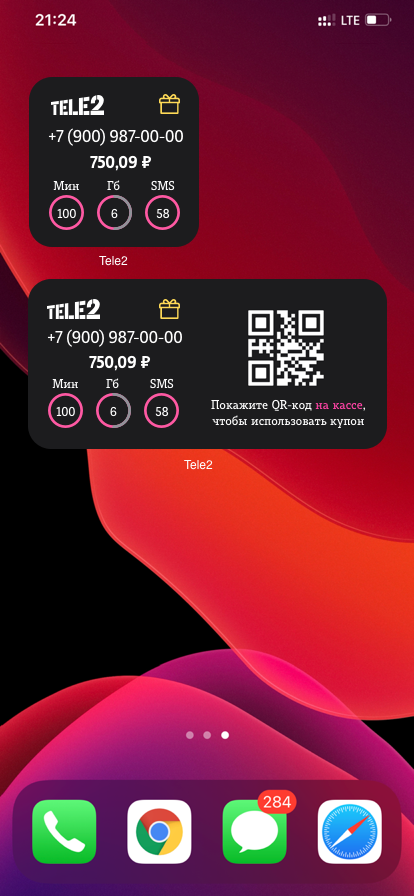 21:24
LTE
TELE2
+7 (900) 987-00-00
750,09 ₽
Мин Гб SMS
100 6 58
Tele2
TELE2
+7 (900) 987-00-00
750,09 ₽
Мин Гб SMS
100 6 58
Покажите QR-код на кассе,
чтобы использовать купон
Tele2
284